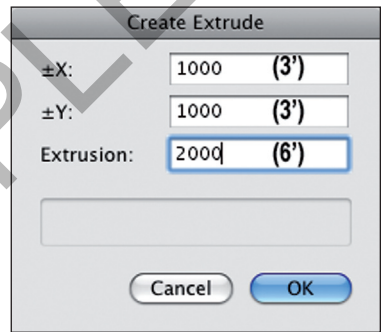 Create Extrude
±X: 1000 (3')
±Y: 1000 (3')
Extrusion: 2000 (6')
Cancel OK